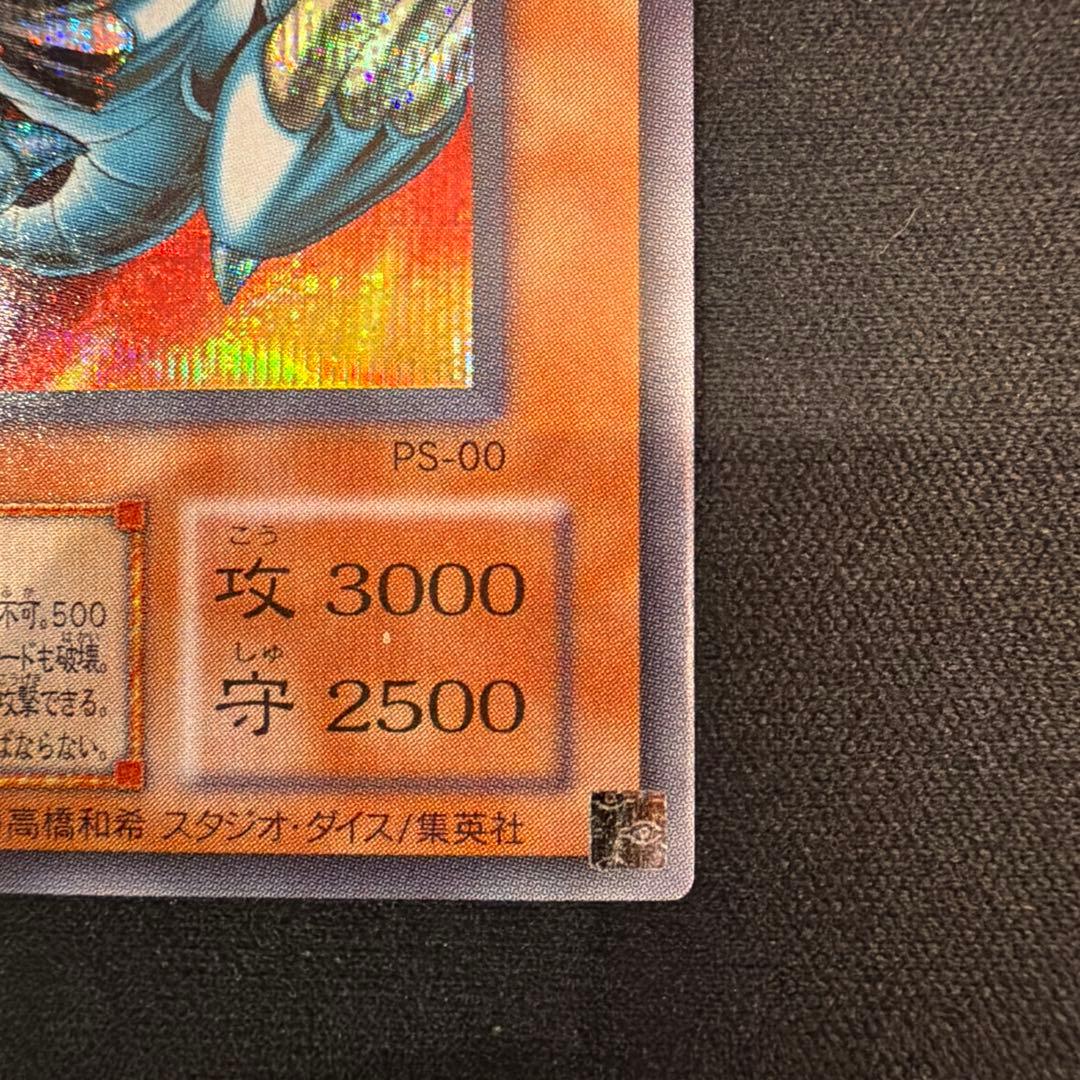 PS-00
こう
攻 3000
しゅ
守 2500
不可。500
ードも破壊。
攻撃できる。
ばならない。
高橋和希 スタジオ・ダイス/集英社